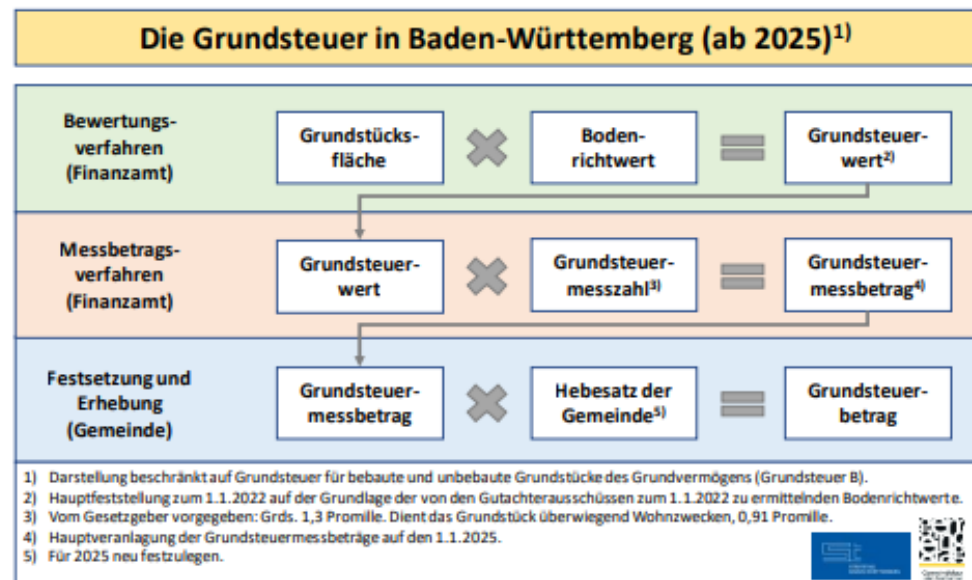 Die Grundsteuer in Baden-Württemberg (ab 2025)1)
Bewertungs-
verfahren
(Finanzamt)
Grundstücks-
fläche
Boden-
richtwert
Grundsteuer-
wert2)
Messbetrags-
verfahren
(Finanzamt)
Grundsteuer-
wert
Grundsteuer-
messzahl3)
Grundsteuer-
messbetrag4)
Festsetzung und
Erhebung
(Gemeinde)
Grundsteuer-
messbetrag
Hebesatz der
Gemeinde5)
Grundsteuer-
betrag
1) Darstellung beschränkt auf Grundsteuer für bebaute und unbebaute Grundstücke des Grundvermögens (Grundsteuer B).
2) Hauptfeststellung zum 1.1.2022 auf der Grundlage der von den Gutachterausschüssen zum 1.1.2022 zu ermittelnden Bodenrichtwerte.
3) Vom Gesetzgeber vorgegeben: Grds. 1,3 Promille. Dient das Grundstück überwiegend Wohnzwecken, 0,91 Promille.
4) Hauptveranlagung der Grundsteuermessbeträge auf den 1.1.2025.
5) Für 2025 neu festzulegen.